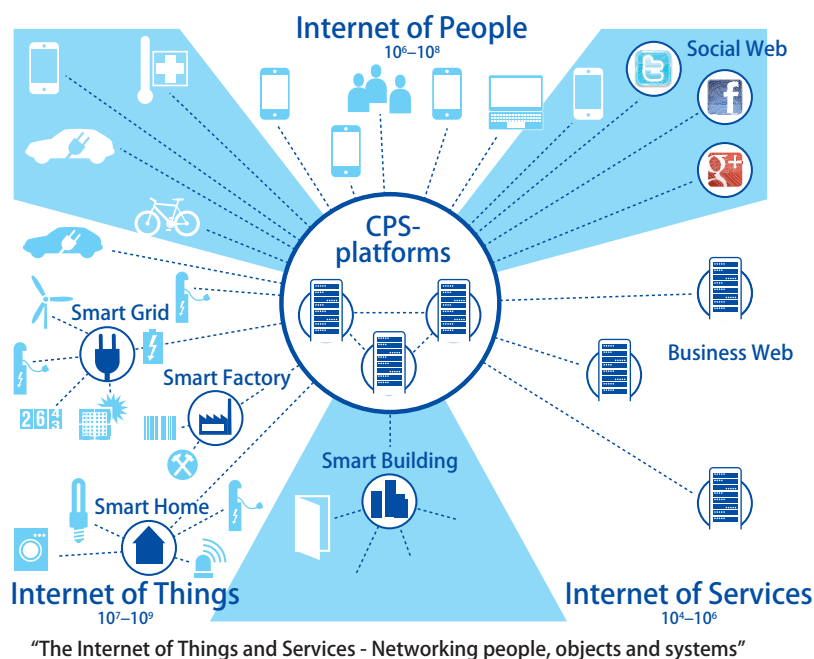 Internet of People
10⁶–10⁸
Social Web
t
f
g+
CPS-
platforms
Smart Grid
Business Web
Smart Factory
Smart Building
Smart Home
Internet of Things
10⁷–10⁹
Internet of Services
10⁴–10⁶
“The Internet of Things and Services - Networking people, objects and systems”